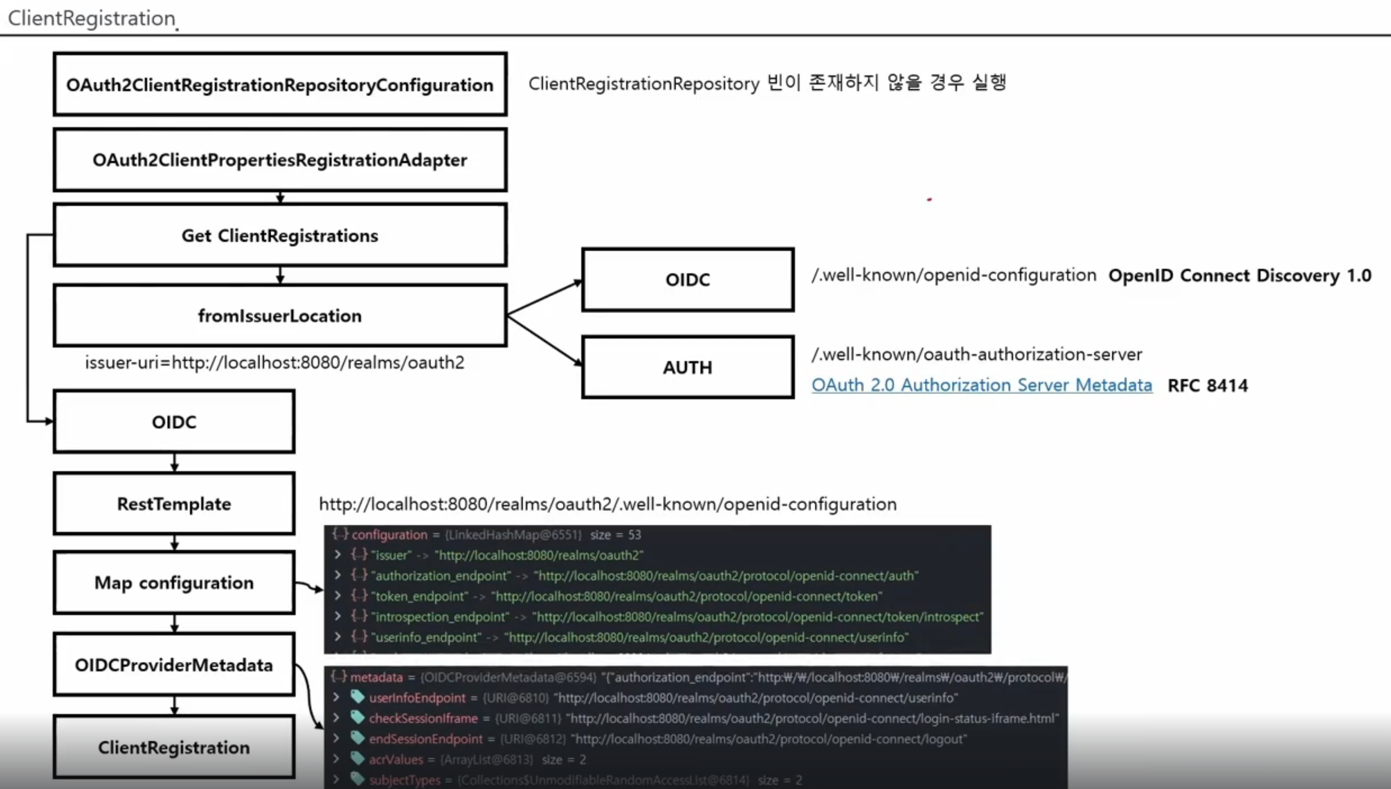 ClientRegistration
OAuth2ClientRegistrationRepositoryConfiguration
ClientRegistrationRepository 빈이 존재하지 않을 경우 실행
OAuth2ClientPropertiesRegistrationAdapter
Get ClientRegistrations
fromIssuerLocation
issuer-uri=http://localhost:8080/realms/oauth2
OIDC
/.well-known/openid-configuration OpenID Connect Discovery 1.0
AUTH
/.well-known/oauth-authorization-server
OAuth 2.0 Authorization Server Metadata RFC 8414
OIDC
RestTemplate
http://localhost:8080/realms/oauth2/.well-known/openid-configuration
Map configuration
configuration = {LinkedHashMap@6551} size = 53
"issuer" -> "http://localhost:8080/realms/oauth2"
"authorization_endpoint" -> "http://localhost:8080/realms/oauth2/protocol/openid-connect/auth"
"token_endpoint" -> "http://localhost:8080/realms/oauth2/protocol/openid-connect/token"
"introspection_endpoint" -> "http://localhost:8080/realms/oauth2/protocol/openid-connect/token/introspect"
"userinfo_endpoint" -> "http://localhost:8080/realms/oauth2/protocol/openid-connect/userinfo"
OIDCProviderMetadata
metadata = {OIDCProviderMetadata@6594} "{"authorization_endpoint":"http:₩/₩/localhost:8080₩/realms₩/oauth2₩/protocol₩/
userInfoEndpoint = {URI@6810} "http://localhost:8080/realms/oauth2/protocol/openid-connect/userinfo"
checkSessionIframe = {URI@6811} "http://localhost:8080/realms/oauth2/protocol/openid-connect/login-status-iframe.html"
endSessionEndpoint = {URI@6812} "http://localhost:8080/realms/oauth2/protocol/openid-connect/logout"
acrValues = {ArrayList@6813} size = 2
subjectTypes = {Collections$UnmodifiableRandomAccessList@6814} size = 2
ClientRegistration